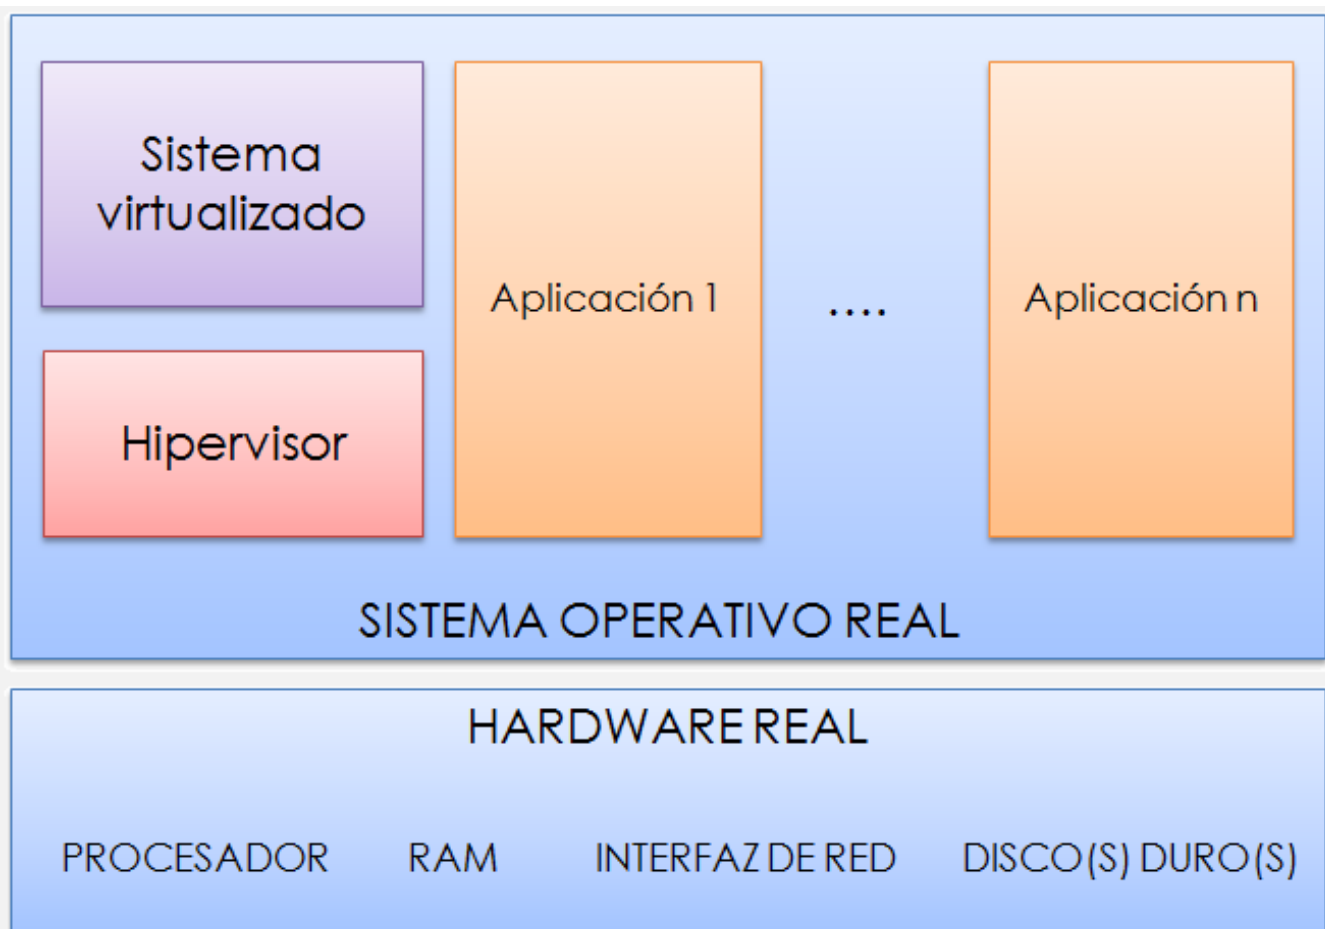 Sistema
virtualizado
Aplicación 1
....
Aplicación n
Hipervisor
SISTEMA OPERATIVO REAL
HARDWARE REAL
PROCESADOR RAM INTERFAZ DE RED DISCO(S) DURO(S)